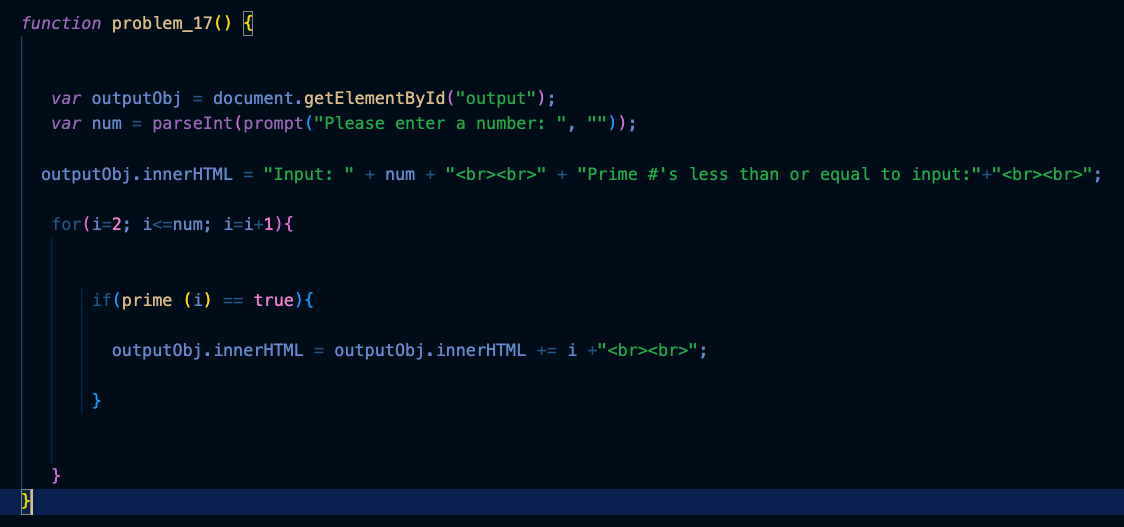 function problem_17() {
var outputObj = document.getElementById("output");
var num = parseInt(prompt("Please enter a number: ", ""));
outputObj.innerHTML = "Input: " + num + "<br><br>" + "Prime #'s less than or equal to input:"+"<br><br>";
for(i=2; i<=num; i=i+1){
if(prime (i) == true){
outputObj.innerHTML = outputObj.innerHTML += i +"<br><br>";
}
}
}